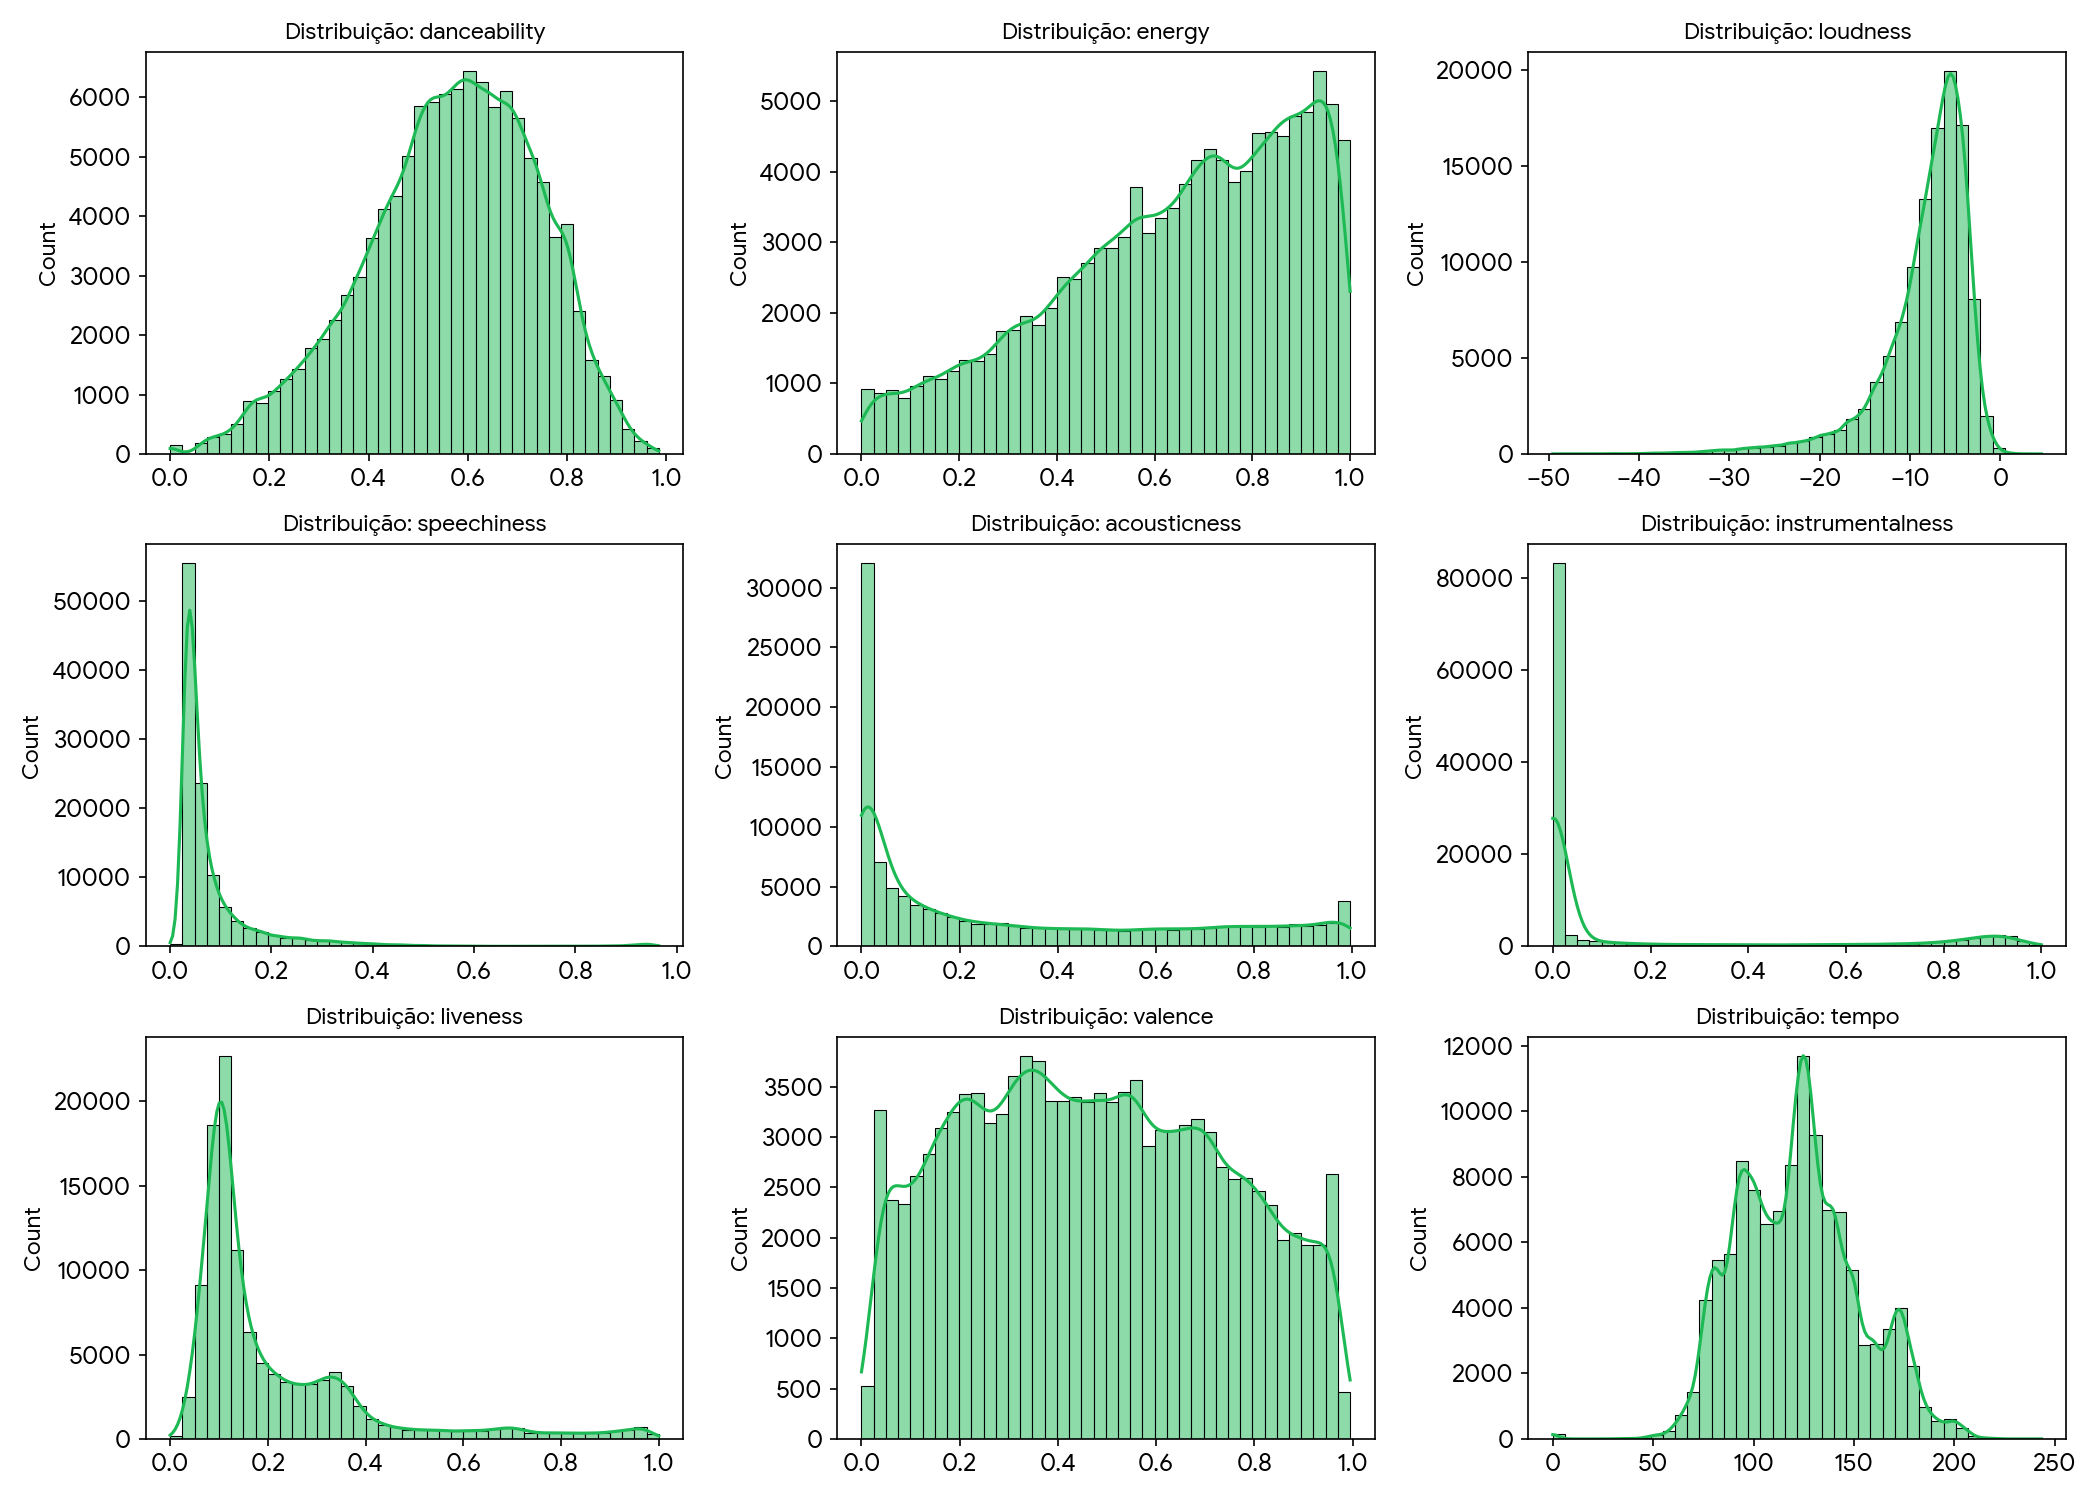 Distribuição: danceability
Count
6000
5000
4000
3000
2000
1000
0
0.0 0.2 0.4 0.6 0.8 1.0
Distribuição: energy
Count
5000
4000
3000
2000
1000
0
0.0 0.2 0.4 0.6 0.8 1.0
Distribuição: loudness
Count
20000
15000
10000
5000
0
−50 −40 −30 −20 −10 0
Distribuição: speechiness
Count
50000
40000
30000
20000
10000
0
0.0 0.2 0.4 0.6 0.8 1.0
Distribuição: acousticness
Count
30000
25000
20000
15000
10000
5000
0
0.0 0.2 0.4 0.6 0.8 1.0
Distribuição: instrumentalness
Count
80000
60000
40000
20000
0
0.0 0.2 0.4 0.6 0.8 1.0
Distribuição: liveness
Count
20000
15000
10000
5000
0
0.0 0.2 0.4 0.6 0.8 1.0
Distribuição: valence
Count
3500
3000
2500
2000
1500
1000
500
0
0.0 0.2 0.4 0.6 0.8 1.0
Distribuição: tempo
Count
12000
10000
8000
6000
4000
2000
0
0 50 100 150 200 250